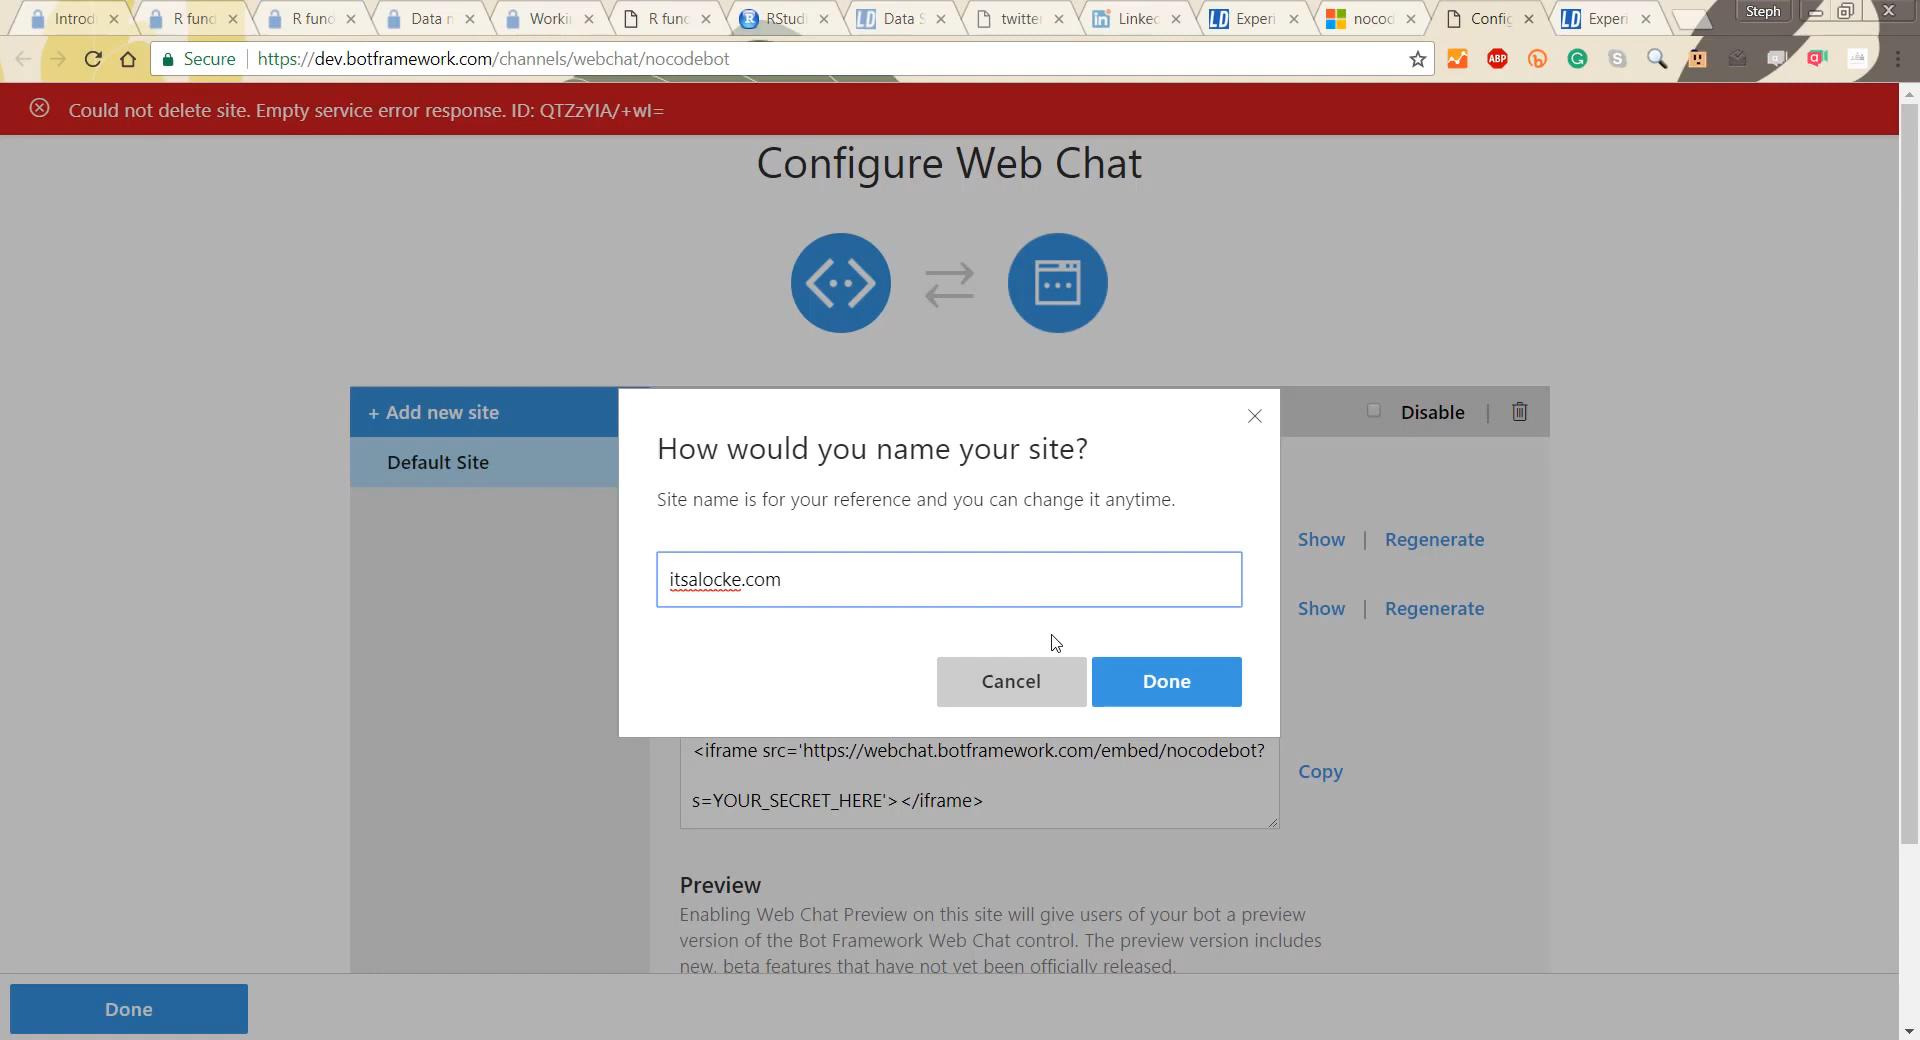 Introd
R fund
R func
Data m
Workin
R func
RStudi
Data S
twitte
Linked
Experi
nocod
Config
Experi
Steph
Secure
https://dev.botframework.com/channels/webchat/nocodebot
ABP
Could not delete site. Empty service error response. ID: QTZzYIA/+wI=
Configure Web Chat
+ Add new site
Disable
Default Site
How would you name your site?
Site name is for your reference and you can change it anytime.
Show | Regenerate
itsalocke.com
Show | Regenerate
Cancel
Done
<iframe src='https://webchat.botframework.com/embed/nocodebot?
s=YOUR_SECRET_HERE'></iframe>
Copy
Preview
Enabling Web Chat Preview on this site will give users of your bot a preview
version of the Bot Framework Web Chat control. The preview version includes
new, beta features that have not yet been officially released.
Done